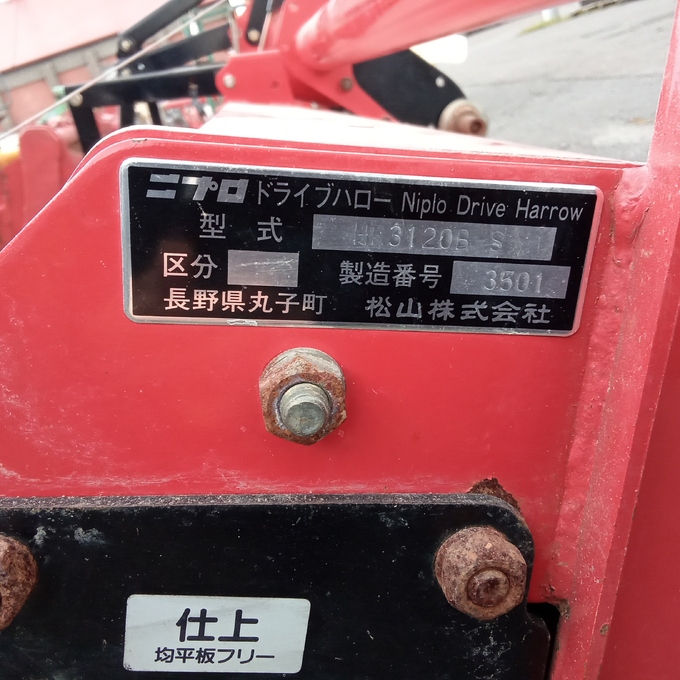 ニプロ ドライブハロー Niplo Drive Harrow
型式 H 3120B S
区分 製造番号 3501
長野県丸子町 松山株式会社
仕上
均平板フリー